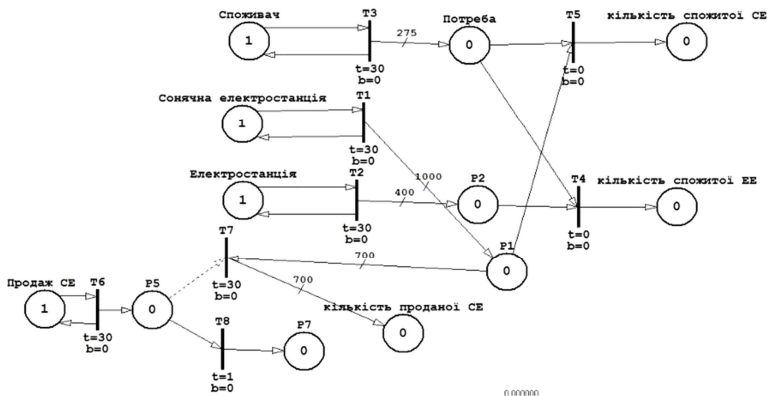 Споживач
T3
Потреба
T5
кількість спожитої СЕ
1
275
0
0
t=30
b=0
t=0
b=0
Сонячна електростанція
T1
1
t=30
b=0
Електростанція
T2
1000
P2
T4
кількість спожитої ЕЕ
1
400
0
0
t=30
b=0
t=0
b=0
T7
700
P1
0
Продаж СЕ
T6
P5
t=30
b=0
700
кількість проданої СЕ
1
0
0
t=30
b=0
T8
P7
0
t=1
b=0
0.000000